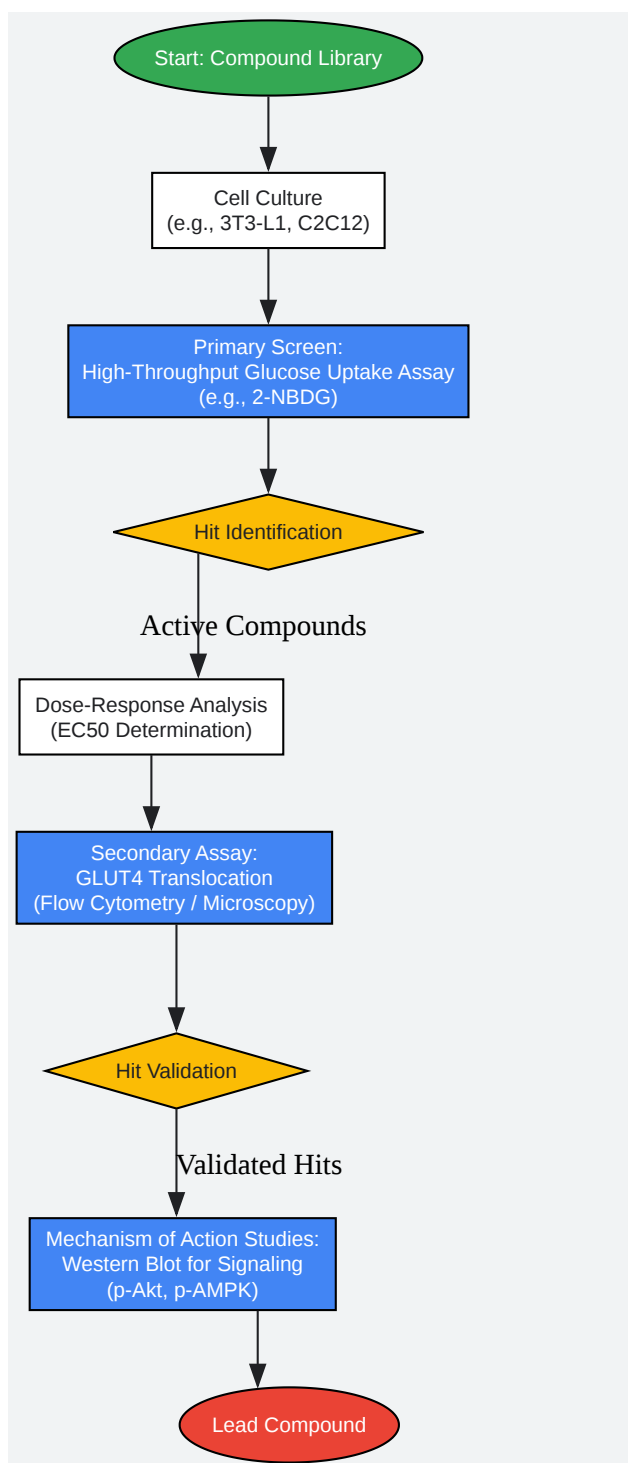 Start: Compound Library
Cell Culture
(e.g., 3T3-L1, C2C12)
Primary Screen:
High-Throughput Glucose Uptake Assay
(e.g., 2-NBDG)
Hit Identification
Active Compounds
Dose-Response Analysis
(EC50 Determination)
Secondary Assay:
GLUT4 Translocation
(Flow Cytometry / Microscopy)
Hit Validation
Validated Hits
Mechanism of Action Studies:
Western Blot for Signaling
(p-Akt, p-AMPK)
Lead Compound